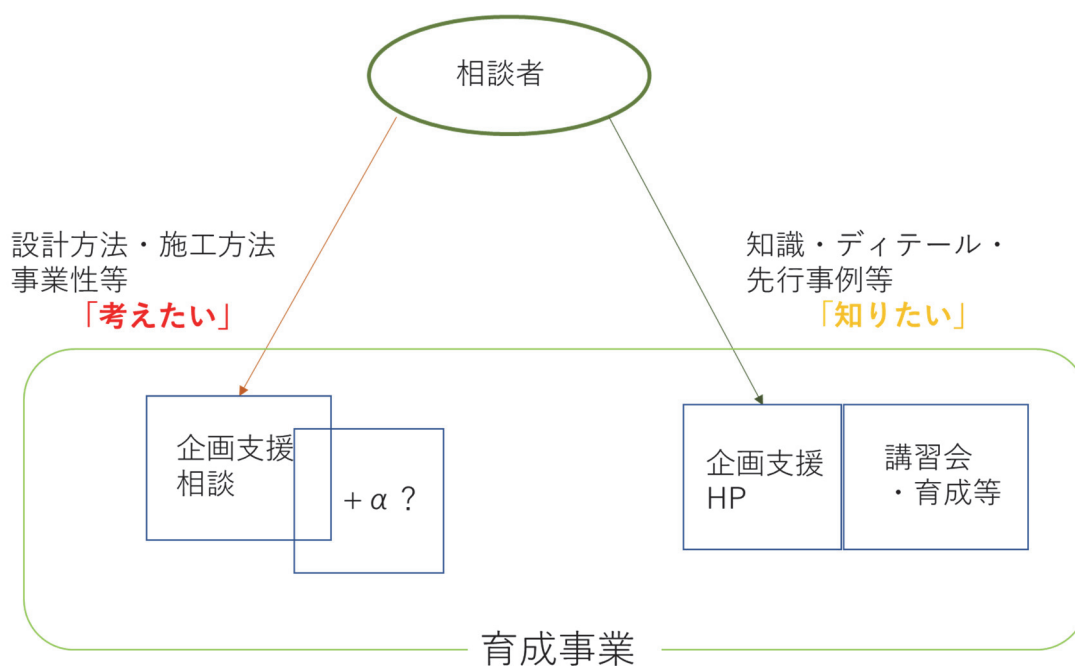 相談者
設計方法・施工方法
事業性等
「考えたい」
知識・ディテール・
先行事例等
「知りたい」
企画支援
相談
+α？
企画支援
HP
講習会
・育成等
育成事業